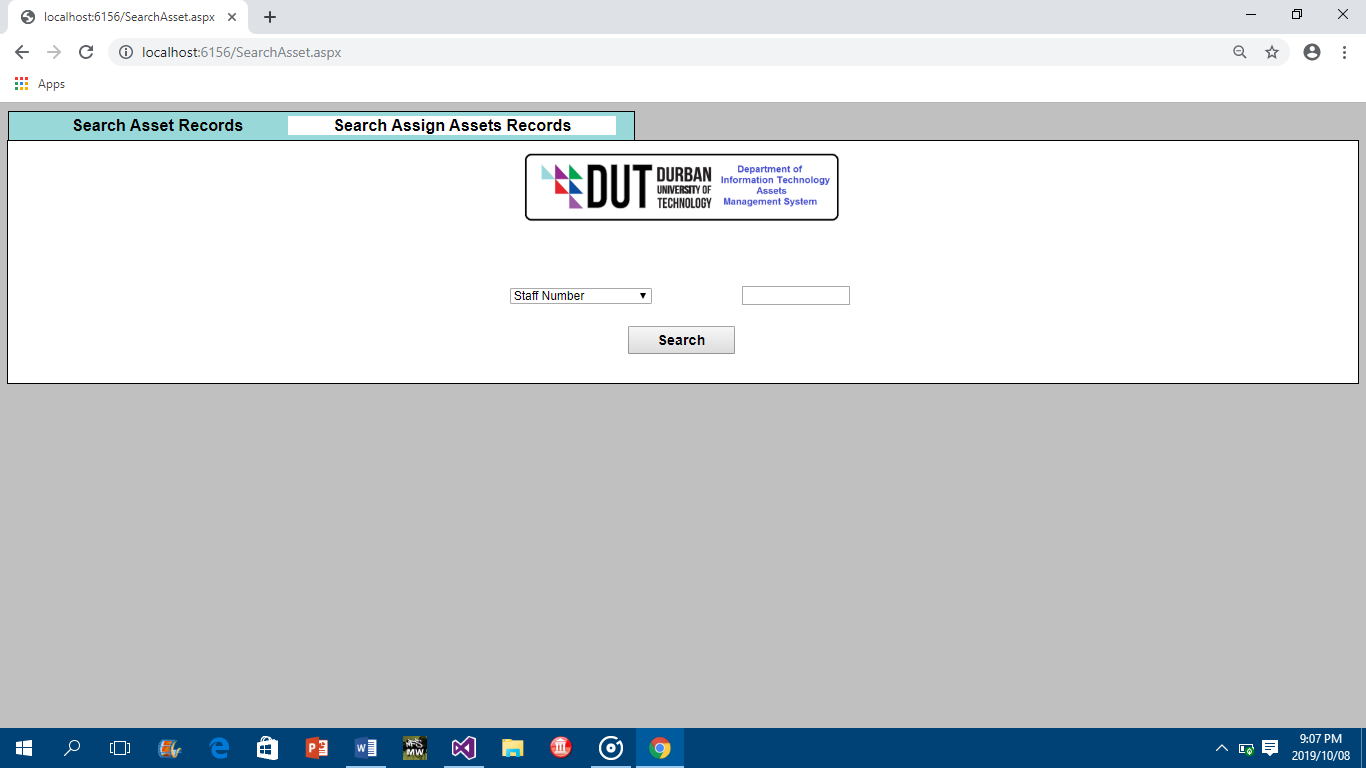 localhost:6156/SearchAsset.aspx
localhost:6156/SearchAsset.aspx
Apps
Search Asset Records
Search Assign Assets Records
DUT
DURBAN
UNIVERSITY OF
TECHNOLOGY
Department of
Information Technology
Assets
Management System
Staff Number
Search
9:07 PM
2019/10/08
MW